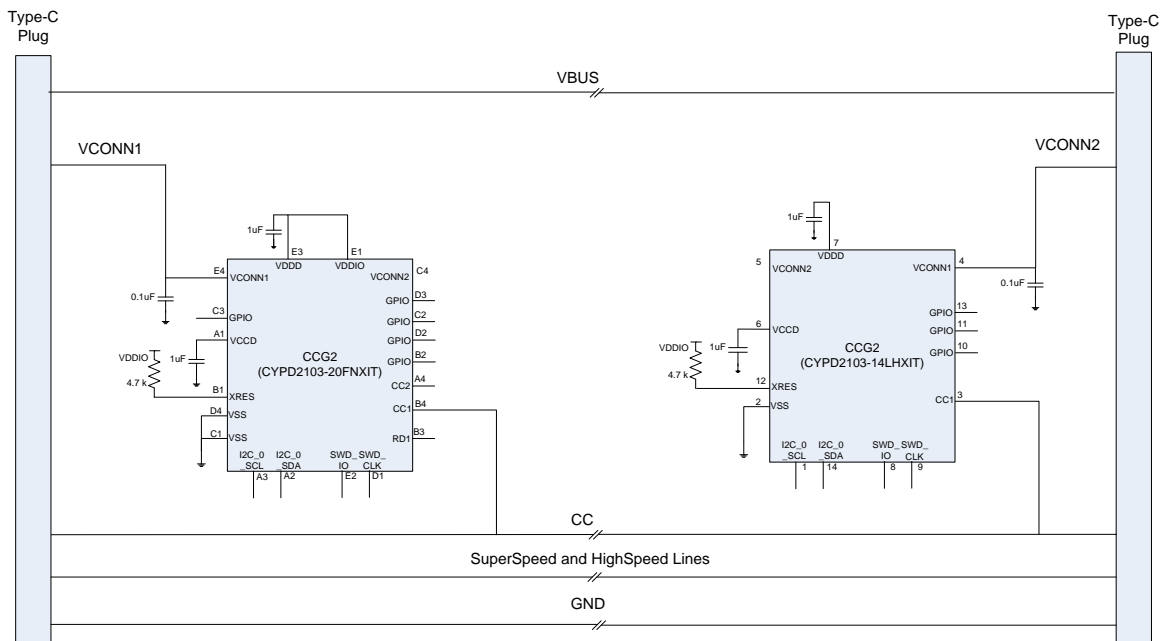 Type-C
Plug
Type-C
Plug
VBUS
VCONN1
VCONN2
1uF
E3
E1
VDDD
VDDIO
E4
VCONN1
VCONN2
C4
0.1uF
C3
GPIO
A1
VCCD
1uF
VDDIO
4.7 k
B1
XRES
D4
VSS
C1
VSS
GPIO
D3
GPIO
C2
GPIO
D2
GPIO
B2
CC2
A4
CC1
B4
RD1
B3
CCG2
(CYPD2103-20FNXIT)
I2C_0
_SCL
I2C_0
_SDA
SWD_
IO
SWD_
CLK
A3
A2
E2
D1
1uF
7
VDDD
5
VCONN2
VCONN1
4
0.1uF
6
VCCD
1uF
VDDIO
4.7 k
12
XRES
2
VSS
GPIO
13
GPIO
11
GPIO
10
CC1
3
CCG2
(CYPD2103-14LHXIT)
I2C_0
_SCL
I2C_0
_SDA
SWD_
IO
SWD_
CLK
1
14
8
9
CC
SuperSpeed and HighSpeed Lines
GND